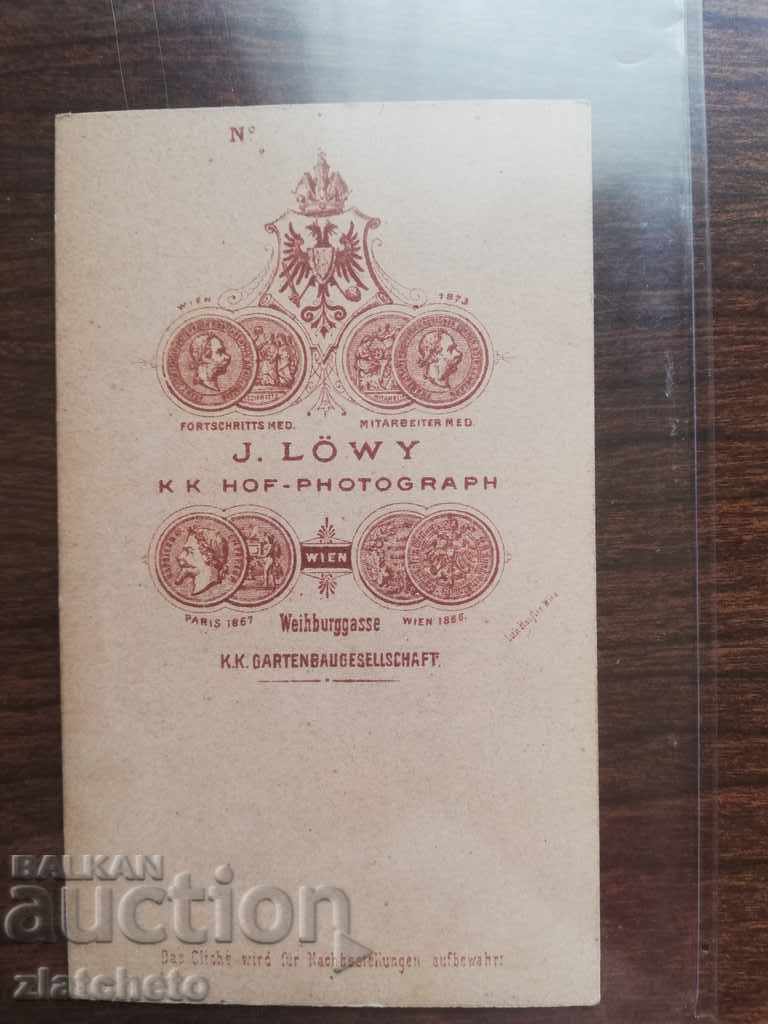 Nº
WIEN 1873
FORTSCHRITTS MED. MITARBEITER MED.
J. LÖWY
K K HOF-PHOTOGRAPH
WIEN
PARIS 1867 Weihburggasse WIEN 1866.
K.K. GARTENBAUGESELLSCHAFT.
Das Cliché wird für Nachbestellungen aufbewahrt
BALKAN
auction
zlatcheto